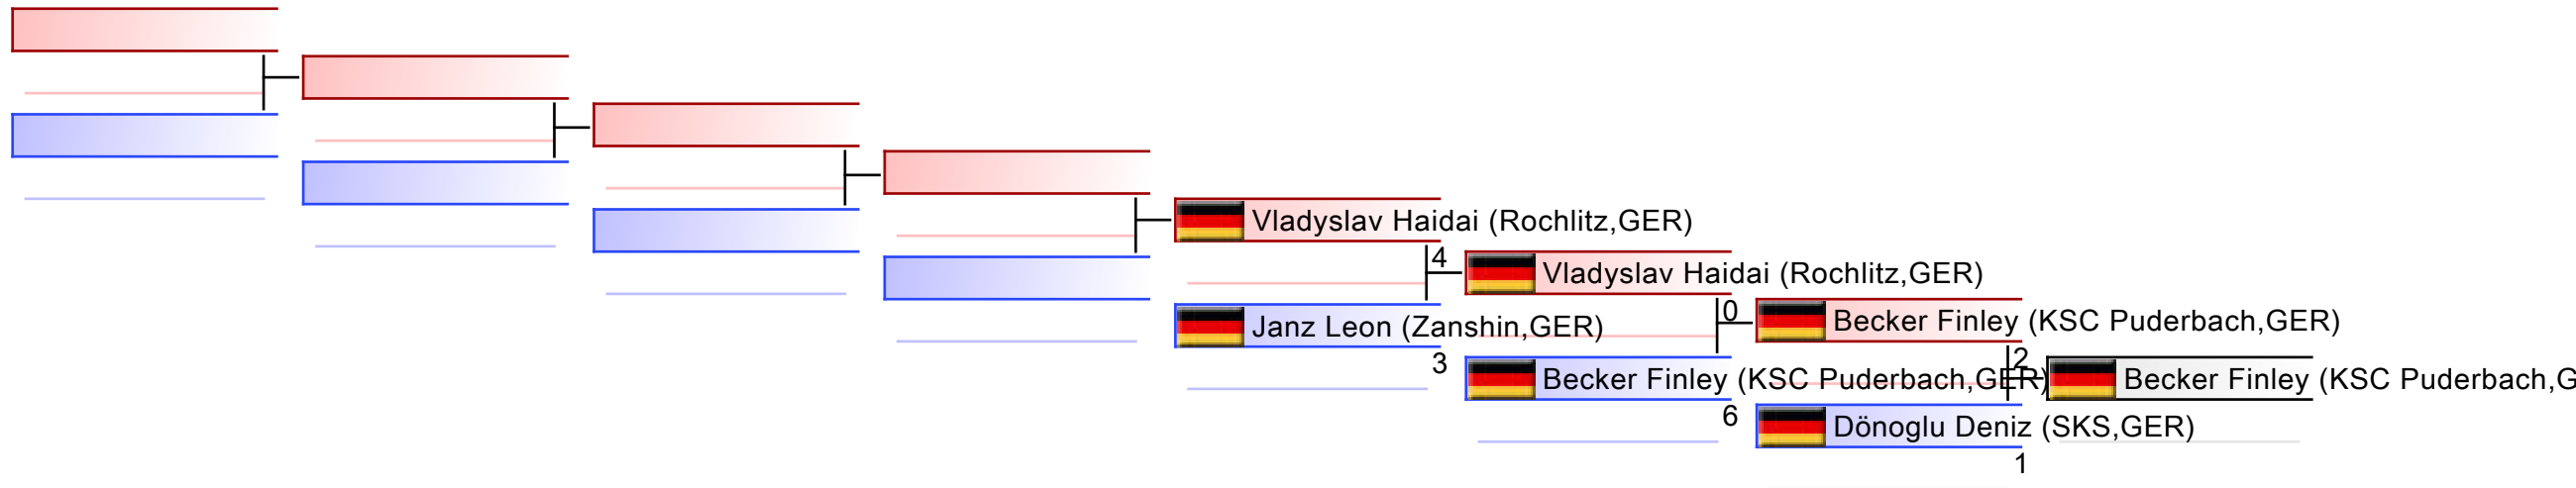 Vladyslav Haidai (Rochlitz,GER)
4
Vladyslav Haidai (Rochlitz,GER)
0
Janz Leon (Zanshin,GER)
3
Becker Finley (KSC Puderbach,GER)
2
Becker Finley (KSC Puderbach,GER)
6
Becker Finley (KSC Puderbach,G
Dönoglu Deniz (SKS,GER)
1